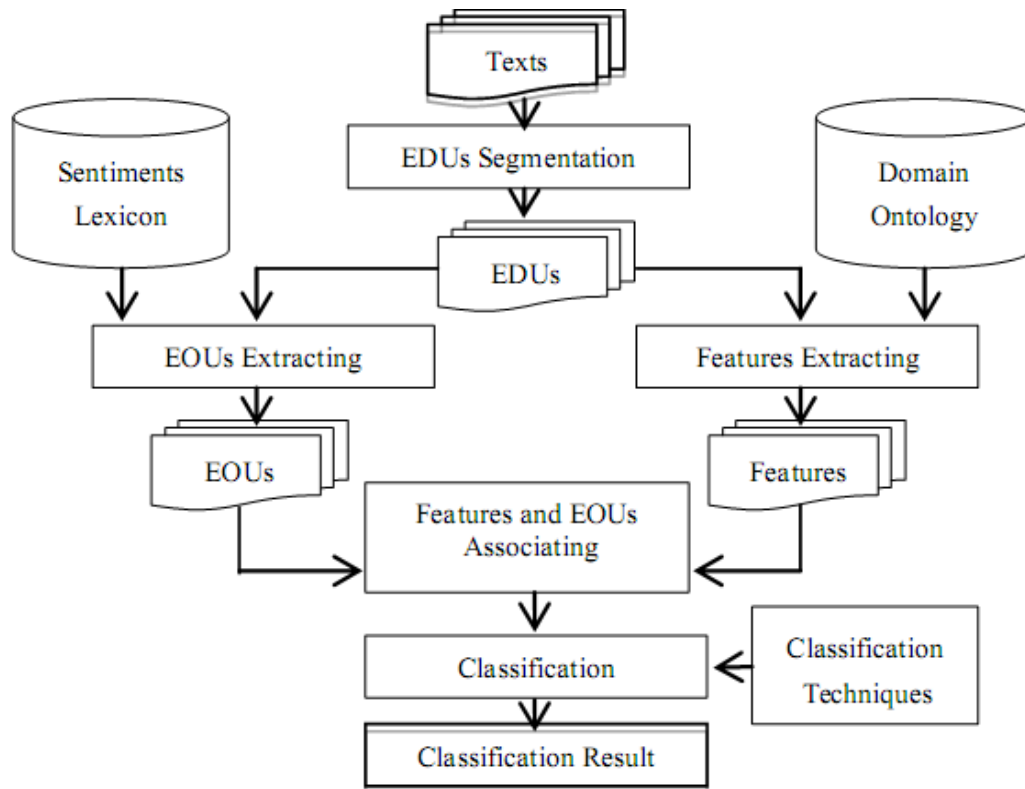 Texts
EDUs Segmentation
Sentiments
Lexicon
Domain
Ontology
EDUs
EOUs Extracting
Features Extracting
EOUs
Features
Features and EOUs
Associating
Classification
Classification
Techniques
Classification Result